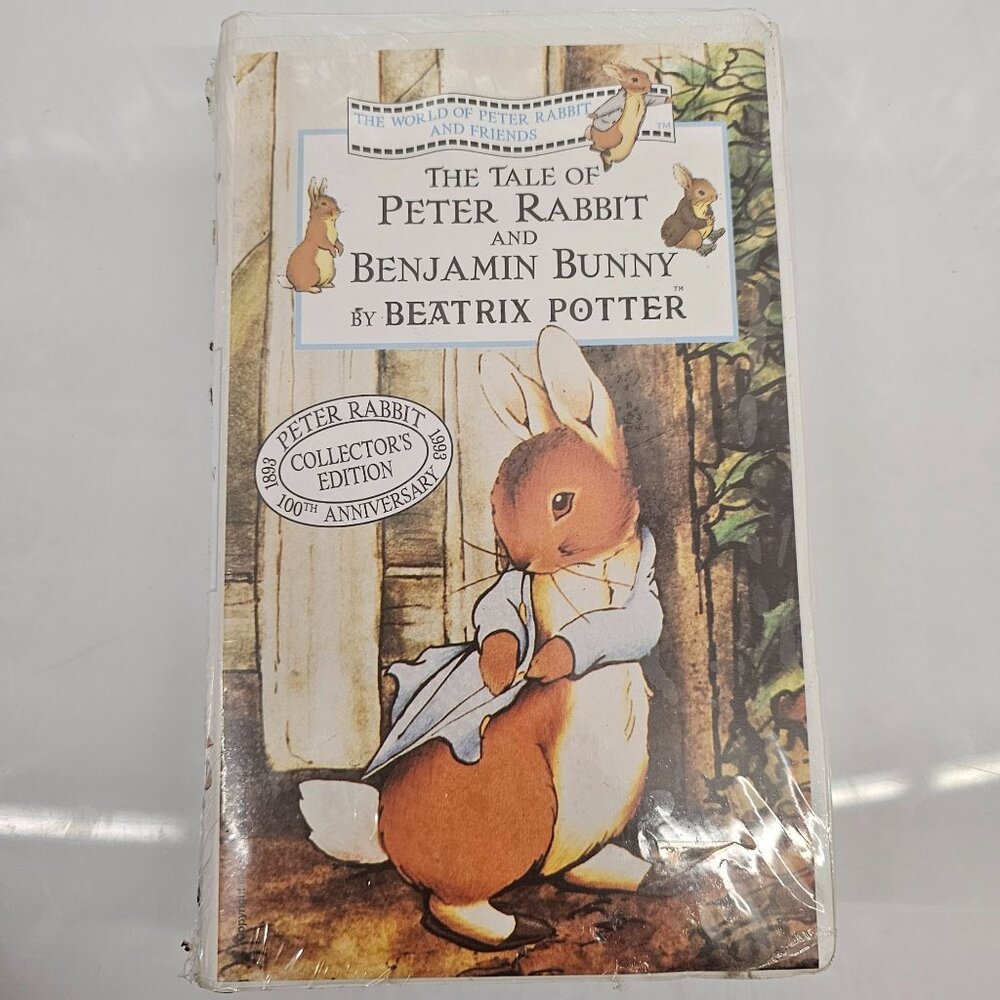 THE WORLD OF PETER RABBIT
AND FRIENDS
TM
THE TALE OF
PETER RABBIT
AND
BENJAMIN BUNNY
TM
BY BEATRIX POTTER
PETER RABBIT
COLLECTOR'S
EDITION
1893
1993
100TH ANNIVERSARY
Copyright